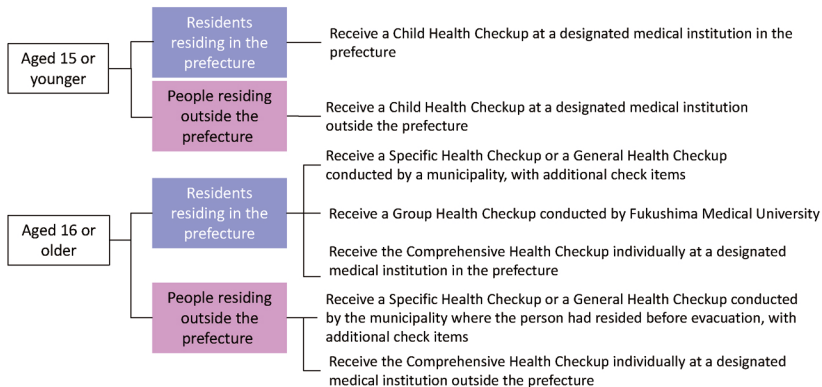 Aged 15 or
younger
Residents
residing in the
prefecture
Receive a Child Health Checkup at a designated medical institution in the
prefecture
People residing
outside the
prefecture
Receive a Child Health Checkup at a designated medical institution
outside the prefecture
Aged 16 or
older
Residents
residing in the
prefecture
Receive a Specific Health Checkup or a General Health Checkup
conducted by a municipality, with additional check items
Receive a Group Health Checkup conducted by Fukushima Medical University
Receive the Comprehensive Health Checkup individually at a designated
medical institution in the prefecture
People residing
outside the
prefecture
Receive a Specific Health Checkup or a General Health Checkup conducted
by the municipality where the person had resided before evacuation, with
additional check items
Receive the Comprehensive Health Checkup individually at a designated
medical institution outside the prefecture